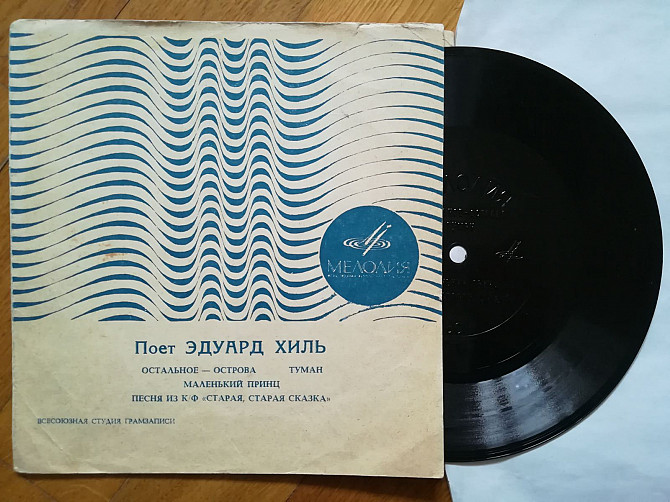 МЕЛОДИЯ
Поет ЭДУАРД ХИЛЬ
ОСТАЛЬНОЕ — ОСТРОВА ТУМАН
МАЛЕНЬКИЙ ПРИНЦ
ПЕСНЯ ИЗ К/Ф «СТАРАЯ, СТАРАЯ СКАЗКА»
ВСЕСОЮЗНАЯ СТУДИЯ ГРАМЗАПИСИ